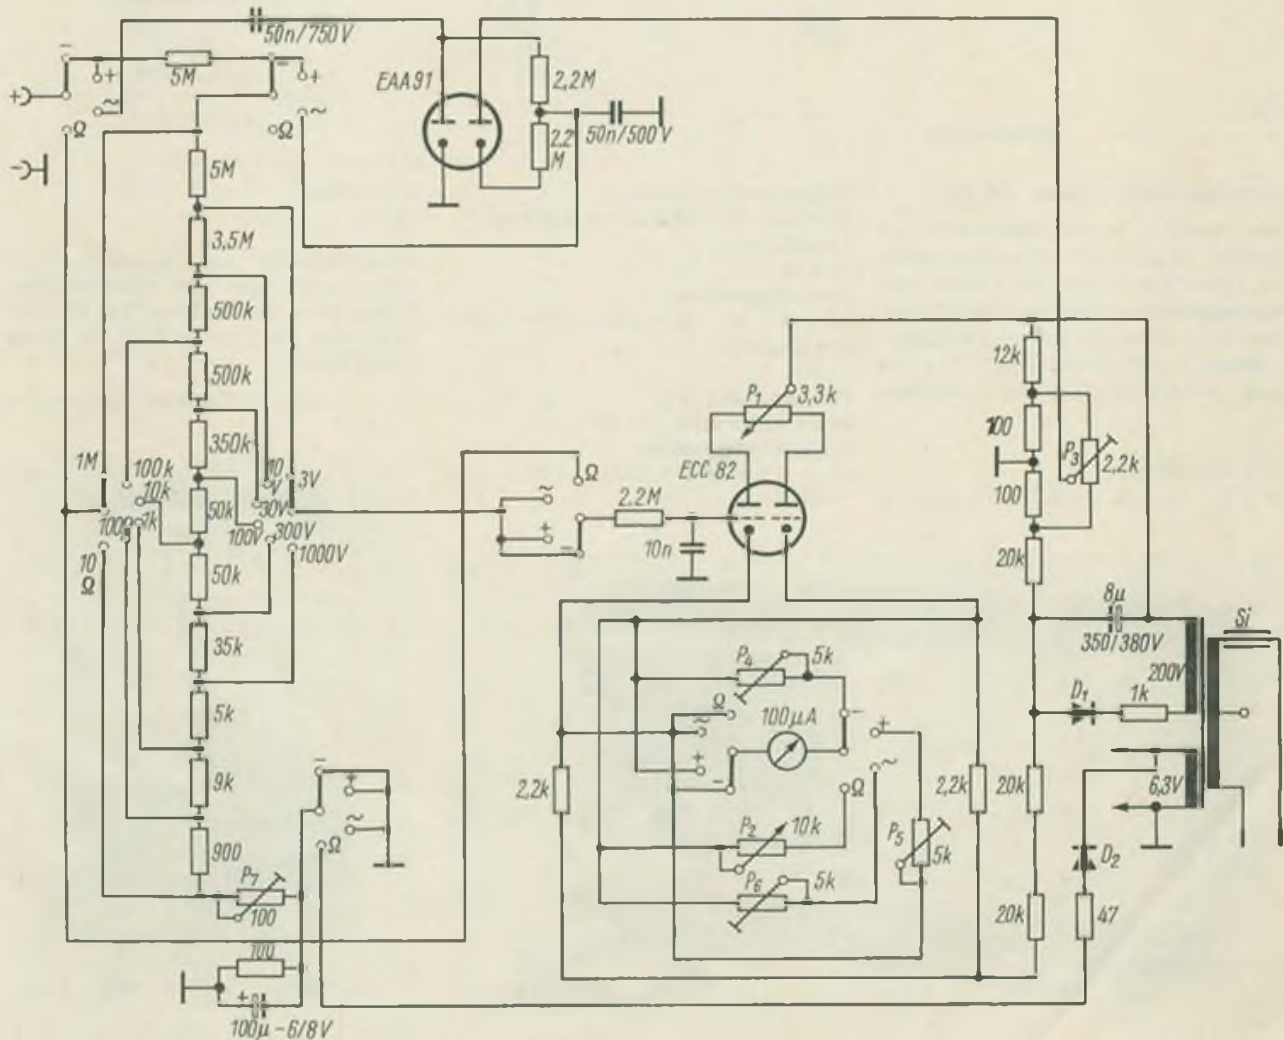 50n/750V
5M
EAA91
2,2M
2,2
M
50n/500V
+
-
+
~
Ω
-
+
~
Ω
-
5M
3,5M
500k
500k
350k
50k
50k
35k
5k
9k
900
1M
100k
10k
1k
100Ω
10
Ω
10
V
3V
30V
100V
300V
1000V
P7
100
100
+
100μ-6/8V
-
+
~
Ω
Ω
~
+
-
2,2M
10n
P1
3,3k
ECC 82
12k
100
P3
2,2k
100
20k
8μ
350/380V
200V
Si
D1
1k
6,3V
D2
47
20k
20k
2,2k
2,2k
P4
5k
100μA
Ω
~
+
-
-
+
~
Ω
P2
10k
P5
5k
P6
5k